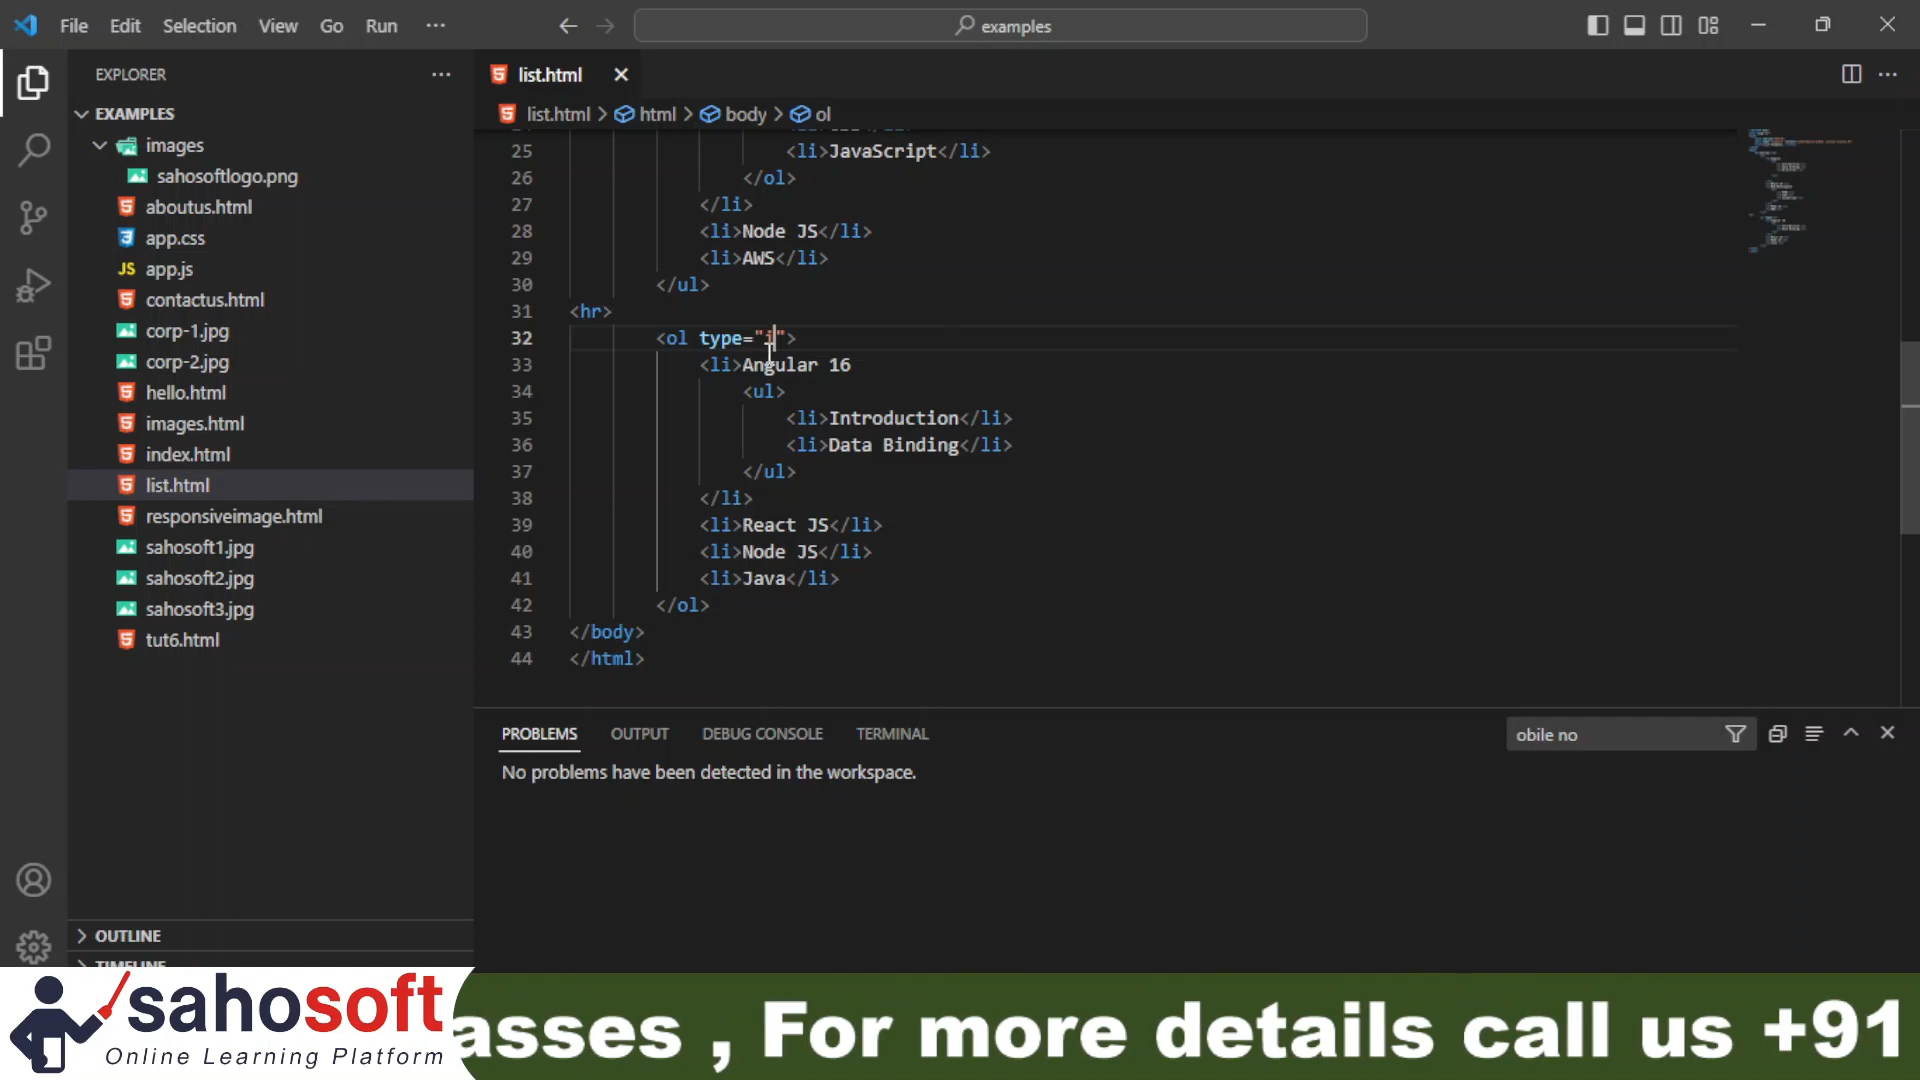 File Edit Selection View Go Run ··· examples
EXPLORER ···
EXAMPLES
images
sahosoftlogo.png
aboutus.html
app.css
JS app.js
contactus.html
corp-1.jpg
corp-2.jpg
hello.html
images.html
index.html
list.html
responsiveimage.html
sahosoft1.jpg
sahosoft2.jpg
sahosoft3.jpg
tut6.html
OUTLINE
TIMELINE
list.html
list.html > html > body > ol
25 <li>JavaScript</li>
26 </ol>
27 </li>
28 <li>Node JS</li>
29 <li>AWS</li>
30 </ul>
31 <hr>
32 <ol type="i">
33 <li>Angular 16
34 <ul>
35 <li>Introduction</li>
36 <li>Data Binding</li>
37 </ul>
38 </li>
39 <li>React JS</li>
40 <li>Node JS</li>
41 <li>Java</li>
42 </ol>
43 </body>
44 </html>
PROBLEMS OUTPUT DEBUG CONSOLE TERMINAL obile no
No problems have been detected in the workspace.
sahosoft
Online Learning Platform
asses , For more details call us +91